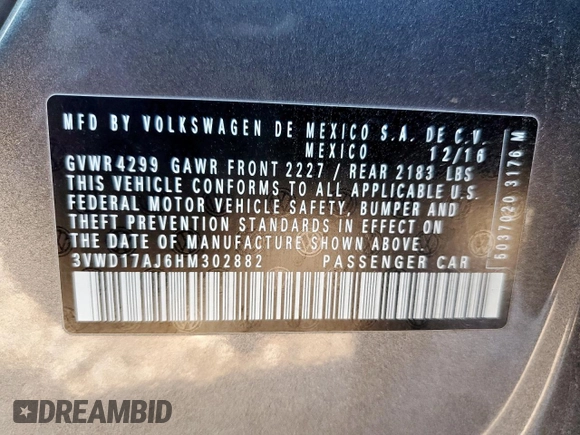 MFD BY VOLKSWAGEN DE MEXICO S.A. DE C.V.
MEXICO 12/16
GVWR 4299 GAWR FRONT 2227 / REAR 2183 LBS
THIS VEHICLE CONFORMS TO ALL APPLICABLE U.S.
FEDERAL MOTOR VEHICLE SAFETY, BUMPER AND
THEFT PREVENTION STANDARDS IN EFFECT ON
THE DATE OF MANUFACTURE SHOWN ABOVE.
3VWD17AJ6HM302882 PASSENGER CAR
5037020 3176 M
DREAMBID